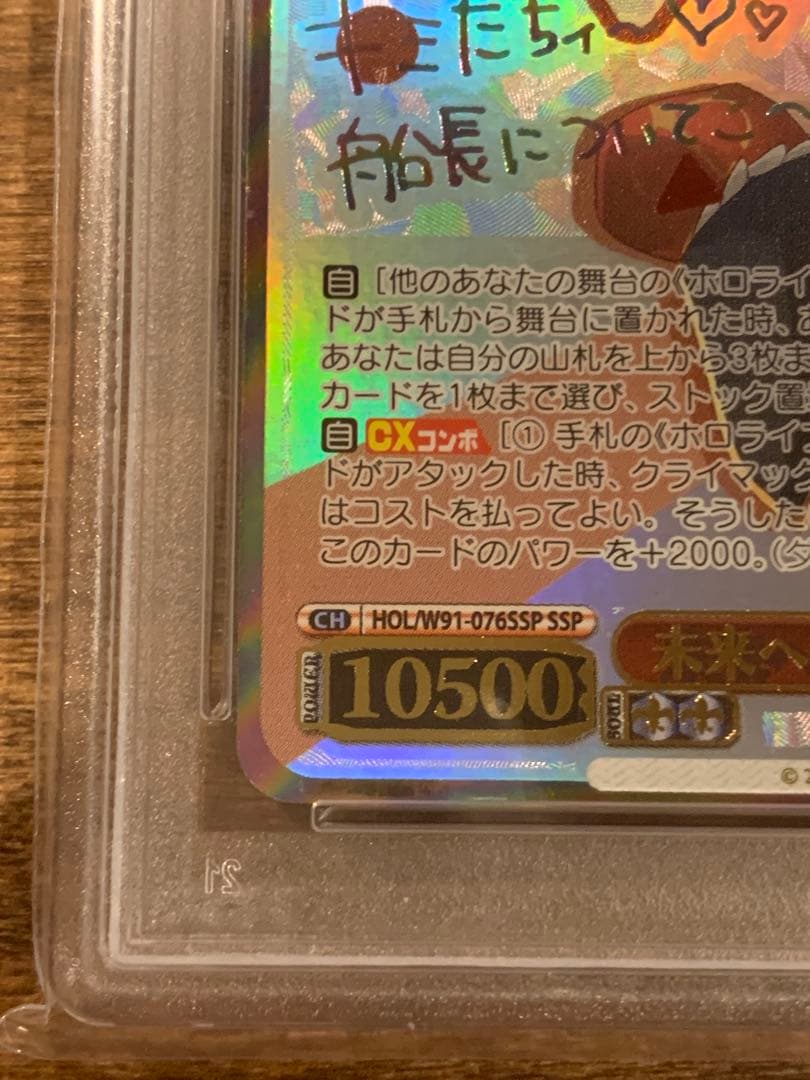 キミたちィ〜♡♡
船長についてこ
自［他のあなたの舞台の《ホロライ
ドが手札から舞台に置かれた時、
あなたは自分の山札を上から3枚ま
カードを1枚まで選び、ストック置
自 CXコンボ［① 手札の《ホロライ
ドがアタックした時、クライマック
はコストを払ってよい。そうした
このカードのパワーを＋2000。（
CH HOL/W91-076SSP SSP
未来へ
POWER 10500
SOUL
©
21